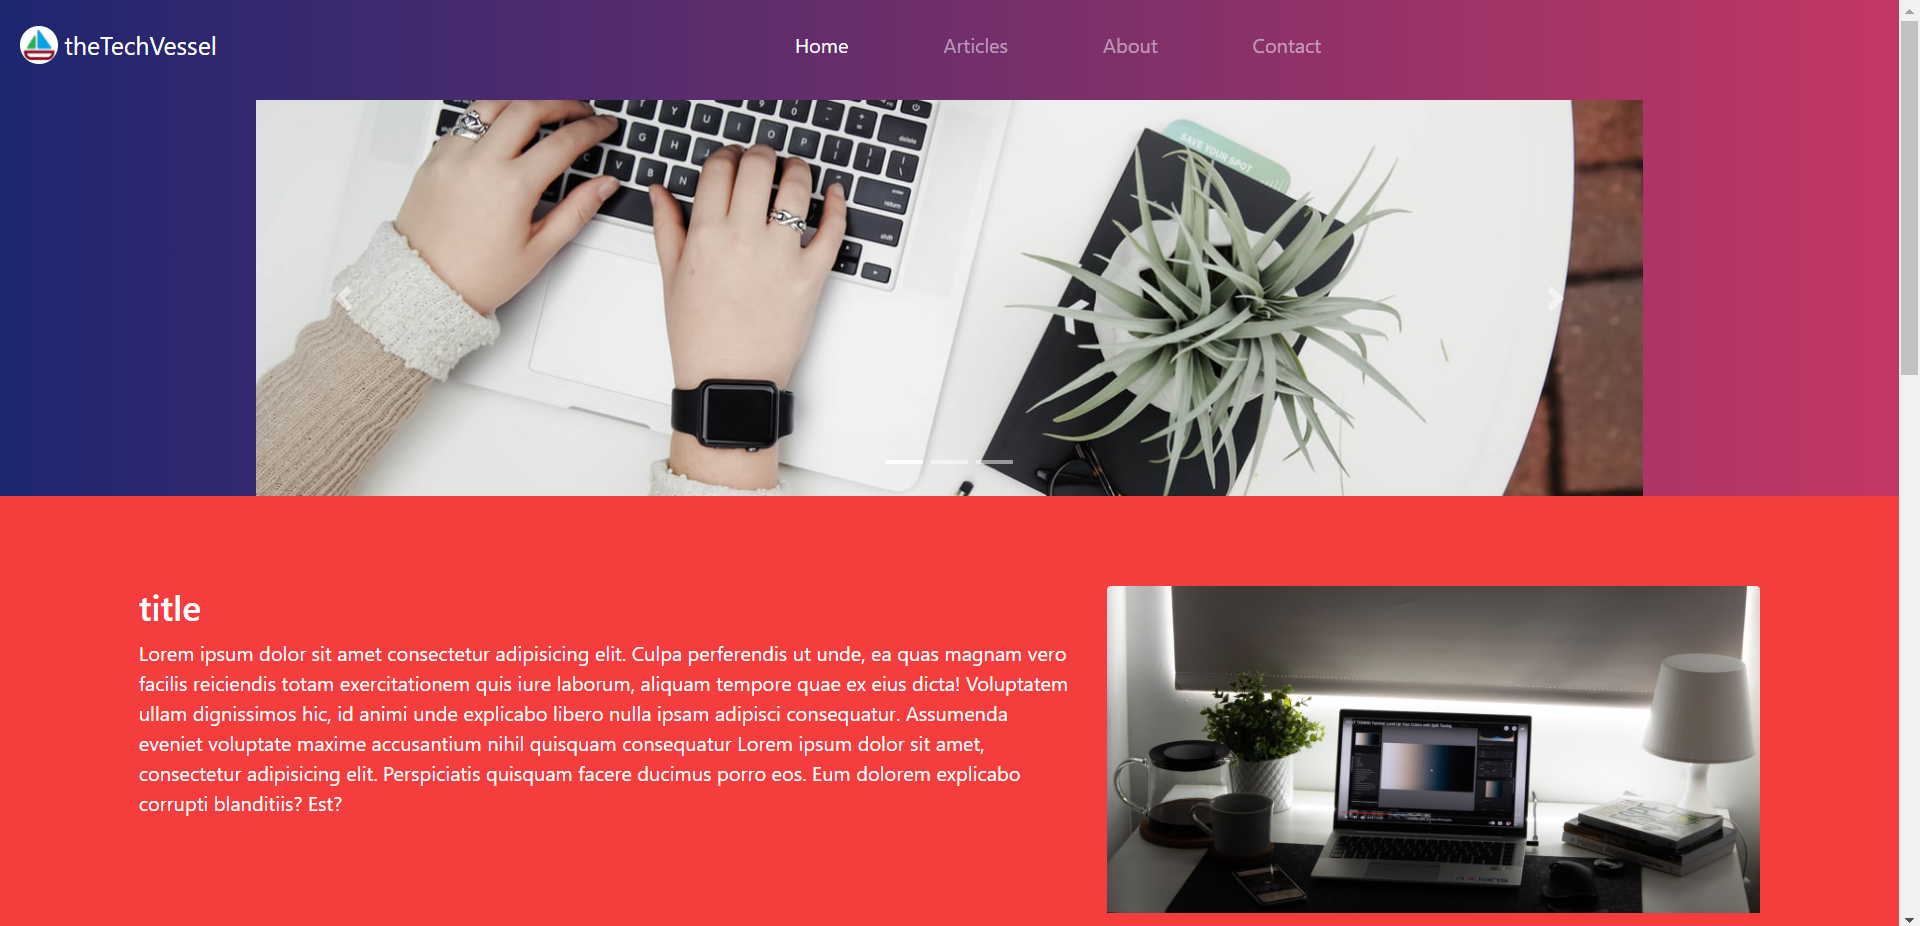 theTechVessel
Home
Articles
About
Contact
SAVE YOUR SPOT
title
Lorem ipsum dolor sit amet consectetur adipisicing elit. Culpa perferendis ut unde, ea quas magnam vero
facilis reiciendis totam exercitationem quis iure laborum, aliquam tempore quae ex eius dicta! Voluptatem
ullam dignissimos hic, id animi unde explicabo libero nulla ipsam adipisci consequatur. Assumenda
eveniet voluptate maxime accusantium nihil quisquam consequatur Lorem ipsum dolor sit amet,
consectetur adipisicing elit. Perspiciatis quisquam facere ducimus porro eos. Eum dolorem explicabo
corrupti blanditiis? Est?